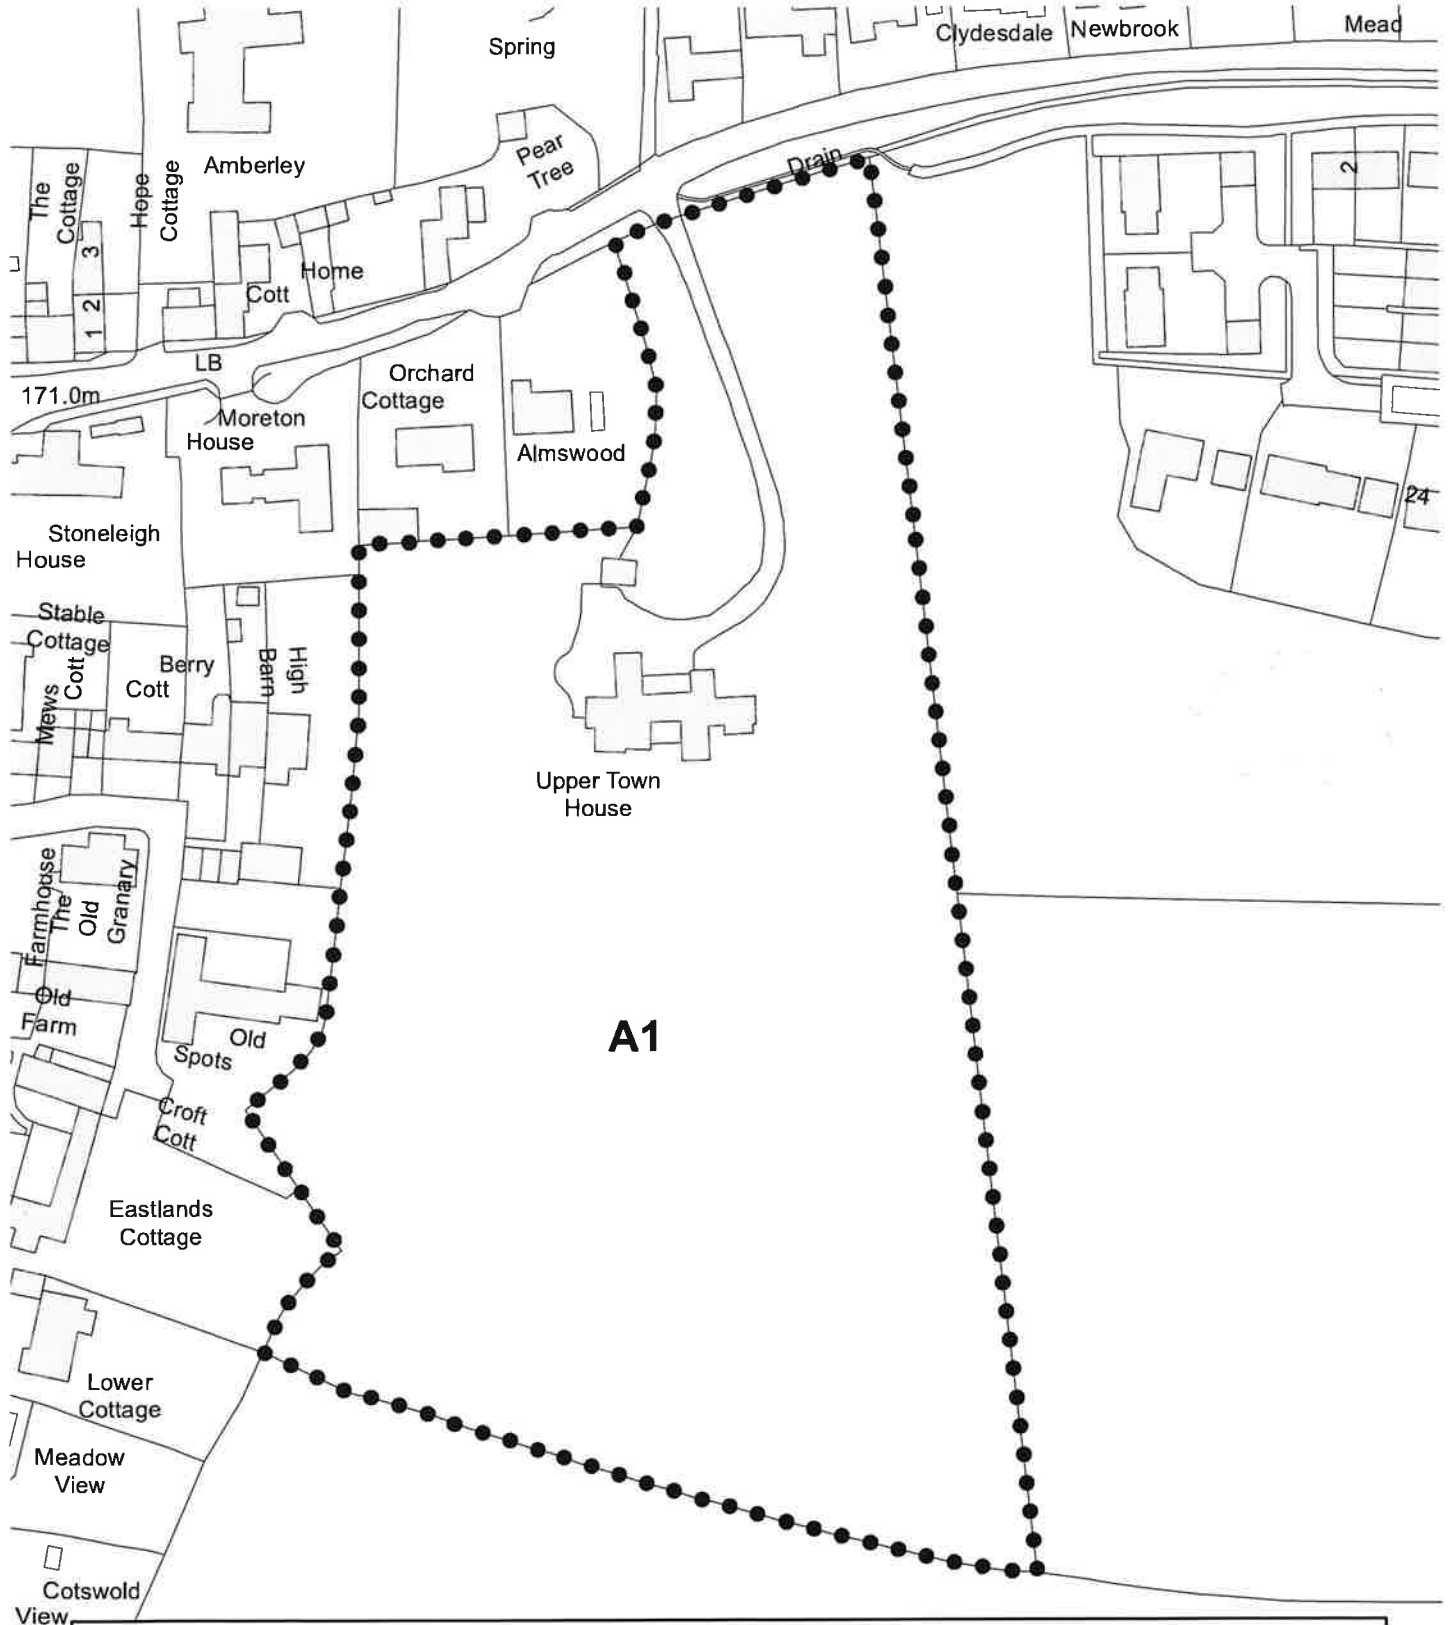 Spring
Clydesdale
Newbrook
Mead
Pear
Tree
Drain
Amberley
The
Cottage
Hope
Cottage
3
2
1
Home
Cott
2
LB
171.0m
Orchard
Cottage
Moreton
House
Almswood
24
Stoneleigh
House
Stable
Cottage
Mews
Cott
Berry
Cott
High
Barn
Upper Town
House
Farmhouse
The
Old
Granary
Old
Farm
Old
Spots
A1
Croft
Cott
Eastlands
Cottage
Lower
Cottage
Meadow
View
Cotswold
View